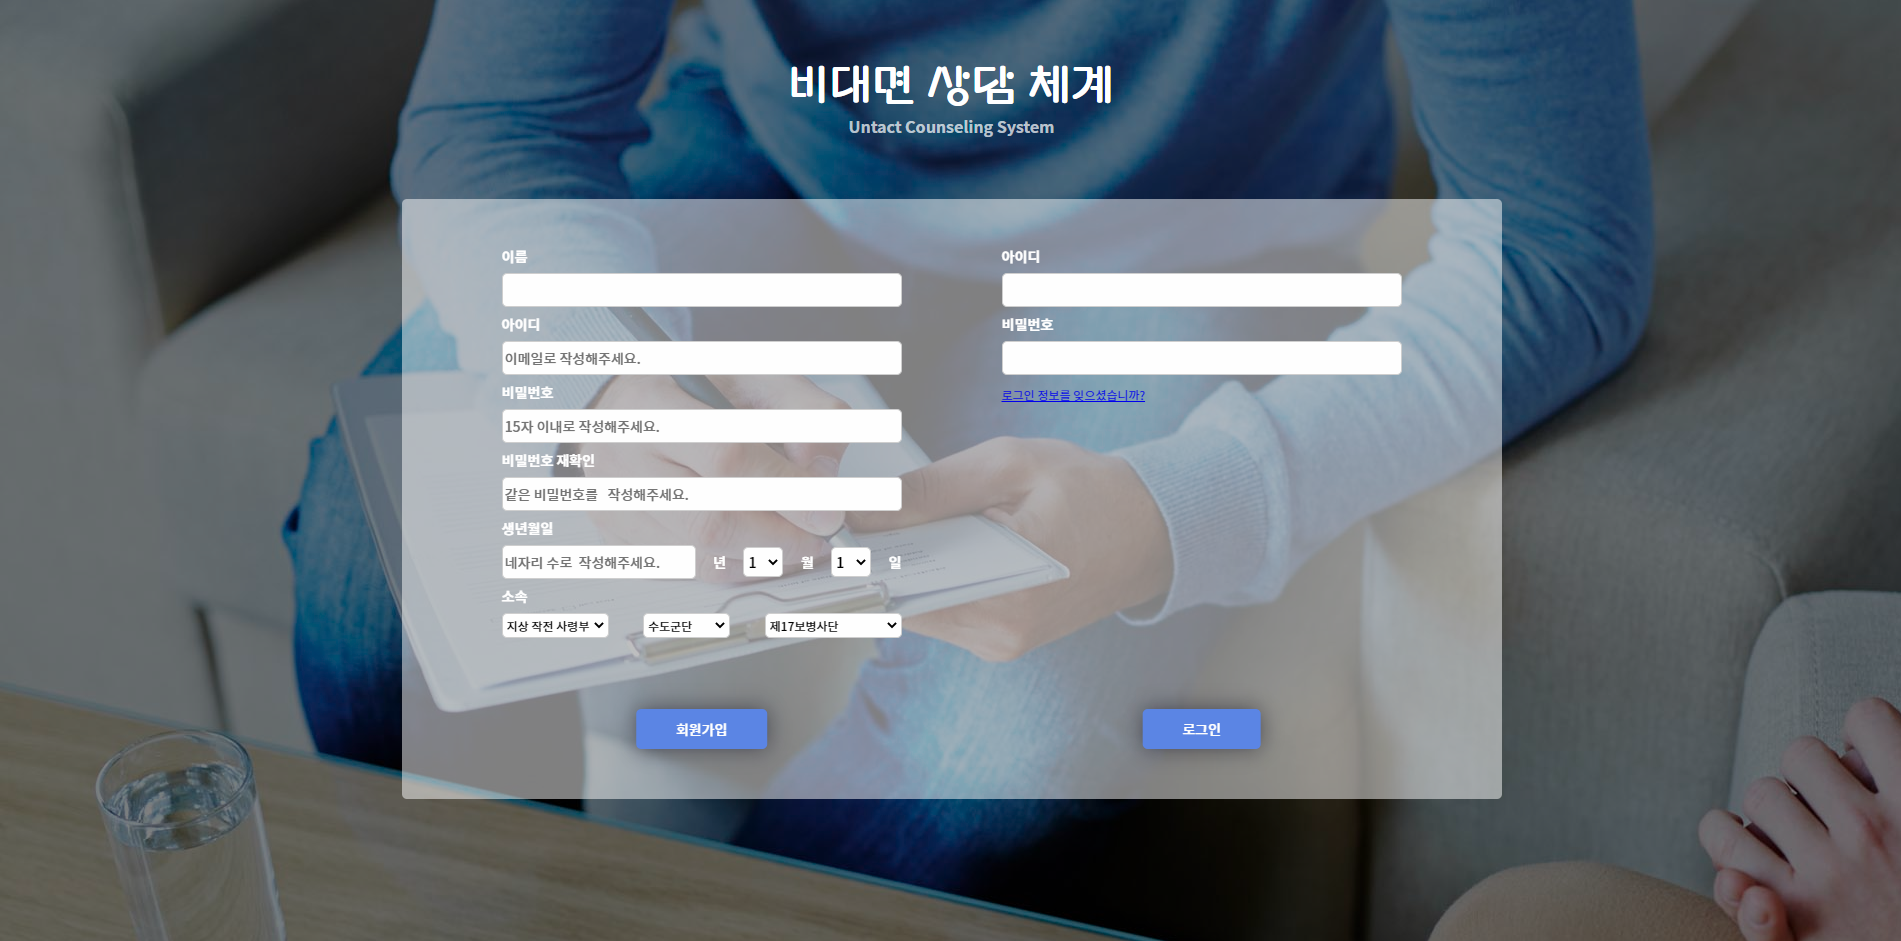 비대면 상담 체계
Untact Counseling System
이름
아이디
이메일로 작성해주세요.
비밀번호
15자 이내로 작성해주세요.
비밀번호 재확인
같은 비밀번호를 작성해주세요.
생년월일
네자리 수로 작성해주세요. 년 1 월 1 일
소속
지상 작전 사령부 수도군단 제17보병사단
회원가입
아이디
비밀번호
로그인 정보를 잊으셨습니까?
로그인